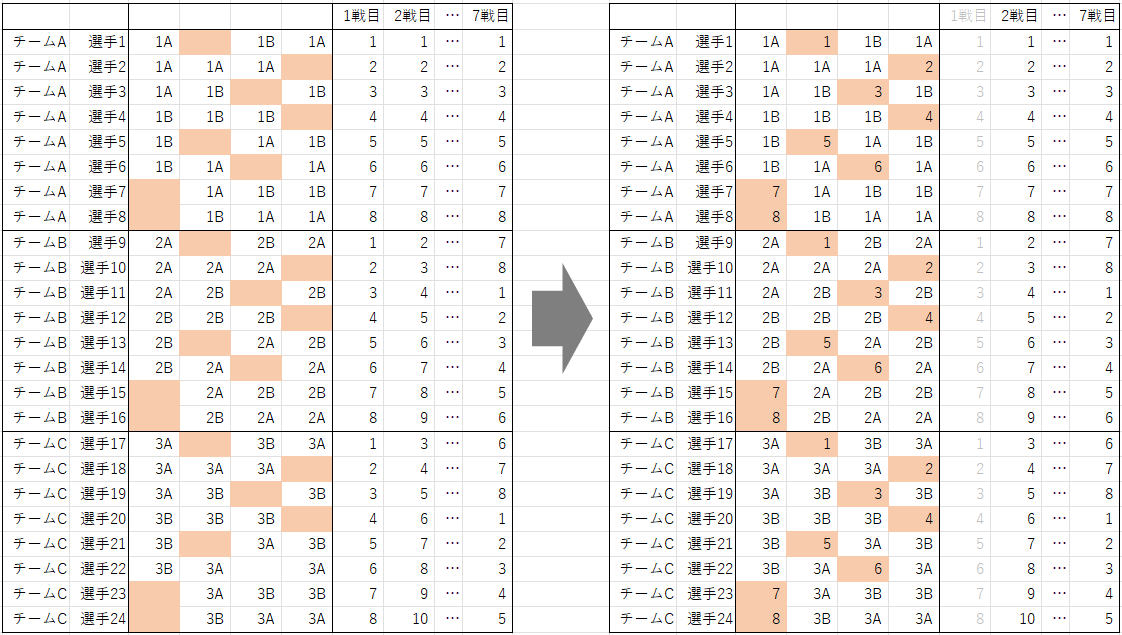 1戦目 2戦目 … 7戦目 1戦目 2戦目 … 7戦目
チームA 選手1 1A 1B 1A 1 1 … 1 チームA 選手1 1A 1 1B 1A 1 1 … 1
チームA 選手2 1A 1A 1A 2 2 … 2 チームA 選手2 1A 1A 1A 2 2 2 … 2
チームA 選手3 1A 1B 1B 3 3 … 3 チームA 選手3 1A 1B 3 1B 3 3 … 3
チームA 選手4 1B 1B 1B 4 4 … 4 チームA 選手4 1B 1B 1B 4 4 4 … 4
チームA 選手5 1B 1A 1B 5 5 … 5 チームA 選手5 1B 5 1A 1B 5 5 … 5
チームA 選手6 1B 1A 1A 6 6 … 6 チームA 選手6 1B 1A 6 1A 6 6 … 6
チームA 選手7 1A 1B 1B 7 7 … 7 チームA 選手7 7 1A 1B 1B 7 7 … 7
チームA 選手8 1B 1A 1A 8 8 … 8 チームA 選手8 8 1B 1A 1A 8 8 … 8
チームB 選手9 2A 2B 2A 1 2 … 7 チームB 選手9 2A 1 2B 2A 1 2 … 7
チームB 選手10 2A 2A 2A 2 3 … 8 チームB 選手10 2A 2A 2A 2 2 3 … 8
チームB 選手11 2A 2B 2B 3 4 … 1 チームB 選手11 2A 2B 3 2B 3 4 … 1
チームB 選手12 2B 2B 2B 4 5 … 2 チームB 選手12 2B 2B 2B 4 4 5 … 2
チームB 選手13 2B 2A 2B 5 6 … 3 チームB 選手13 2B 5 2A 2B 5 6 … 3
チームB 選手14 2B 2A 2A 6 7 … 4 チームB 選手14 2B 2A 6 2A 6 7 … 4
チームB 選手15 2A 2B 2B 7 8 … 5 チームB 選手15 7 2A 2B 2B 7 8 … 5
チームB 選手16 2B 2A 2A 8 9 … 6 チームB 選手16 8 2B 2A 2A 8 9 … 6
チームC 選手17 3A 3B 3A 1 3 … 6 チームC 選手17 3A 1 3B 3A 1 3 … 6
チームC 選手18 3A 3A 3A 2 4 … 7 チームC 選手18 3A 3A 3A 2 2 4 … 7
チームC 選手19 3A 3B 3B 3 5 … 8 チームC 選手19 3A 3B 3 3B 3 5 … 8
チームC 選手20 3B 3B 3B 4 6 … 1 チームC 選手20 3B 3B 3B 4 4 6 … 1
チームC 選手21 3B 3A 3B 5 7 … 2 チームC 選手21 3B 5 3A 3B 5 7 … 2
チームC 選手22 3B 3A 3A 6 8 … 3 チームC 選手22 3B 3A 6 3A 6 8 … 3
チームC 選手23 3A 3B 3B 7 9 … 4 チームC 選手23 7 3A 3B 3B 7 9 … 4
チームC 選手24 3B 3A 3A 8 10 … 5 チームC 選手24 8 3B 3A 3A 8 10 … 5